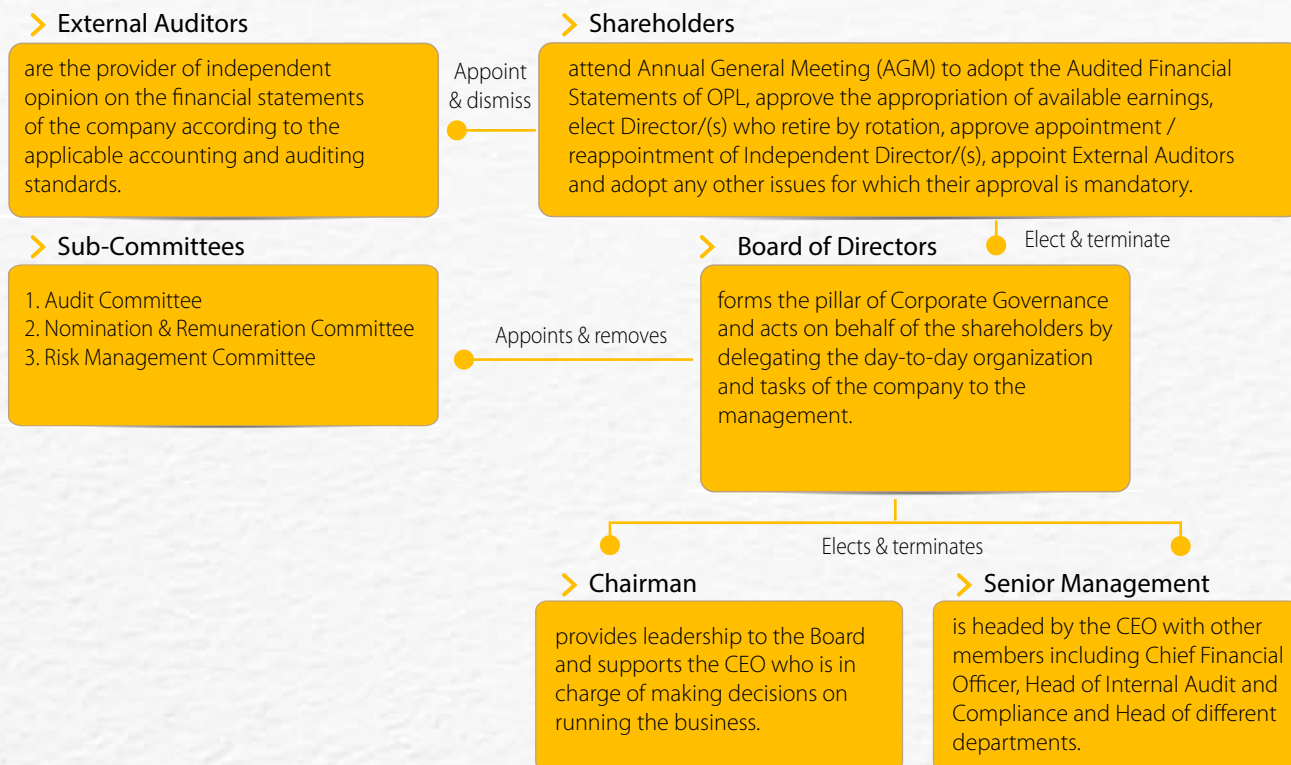 External Auditors
are the provider of independent
opinion on the financial statements
of the company according to the
applicable accounting and auditing
standards.
Appoint
& dismiss
Shareholders
attend Annual General Meeting (AGM) to adopt the Audited Financial
Statements of OPL, approve the appropriation of available earnings,
elect Director/(s) who retire by rotation, approve appointment /
reappointment of Independent Director/(s), appoint External Auditors
and adopt any other issues for which their approval is mandatory.
Elect & terminate
Sub-Committees
1. Audit Committee
2. Nomination & Remuneration Committee
3. Risk Management Committee
Appoints & removes
Board of Directors
forms the pillar of Corporate Governance
and acts on behalf of the shareholders by
delegating the day-to-day organization
and tasks of the company to the
management.
Elects & terminates
Chairman
provides leadership to the Board
and supports the CEO who is in
charge of making decisions on
running the business.
Senior Management
is headed by the CEO with other
members including Chief Financial
Officer, Head of Internal Audit and
Compliance and Head of different
departments.